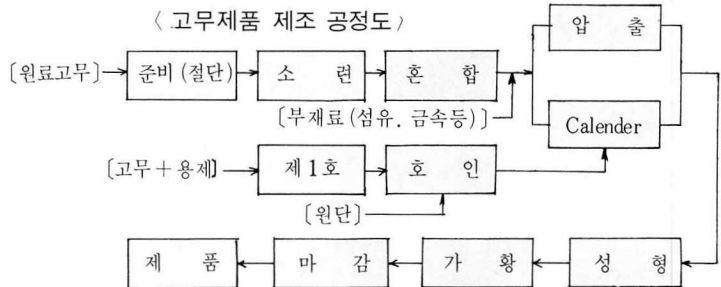 〈 고무제품 제조 공정도 〉
압 출
[원료고무] 준비(절단) 소 련 혼 합
[부재료(섬유. 금속등)]
Calender
[고무+용제] 제1호 호 인
[원단]
제 품 마 감 가 황 성 형